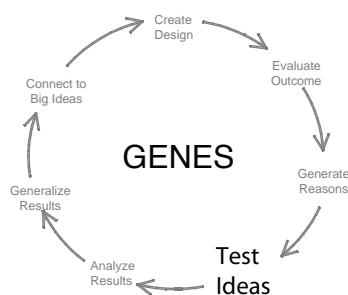 Create
Design
Evaluate
Outcome
Connect to
Big Ideas
GENES
Generate
Reasons
Generalize
Results
Test
Ideas
Analyze
Results